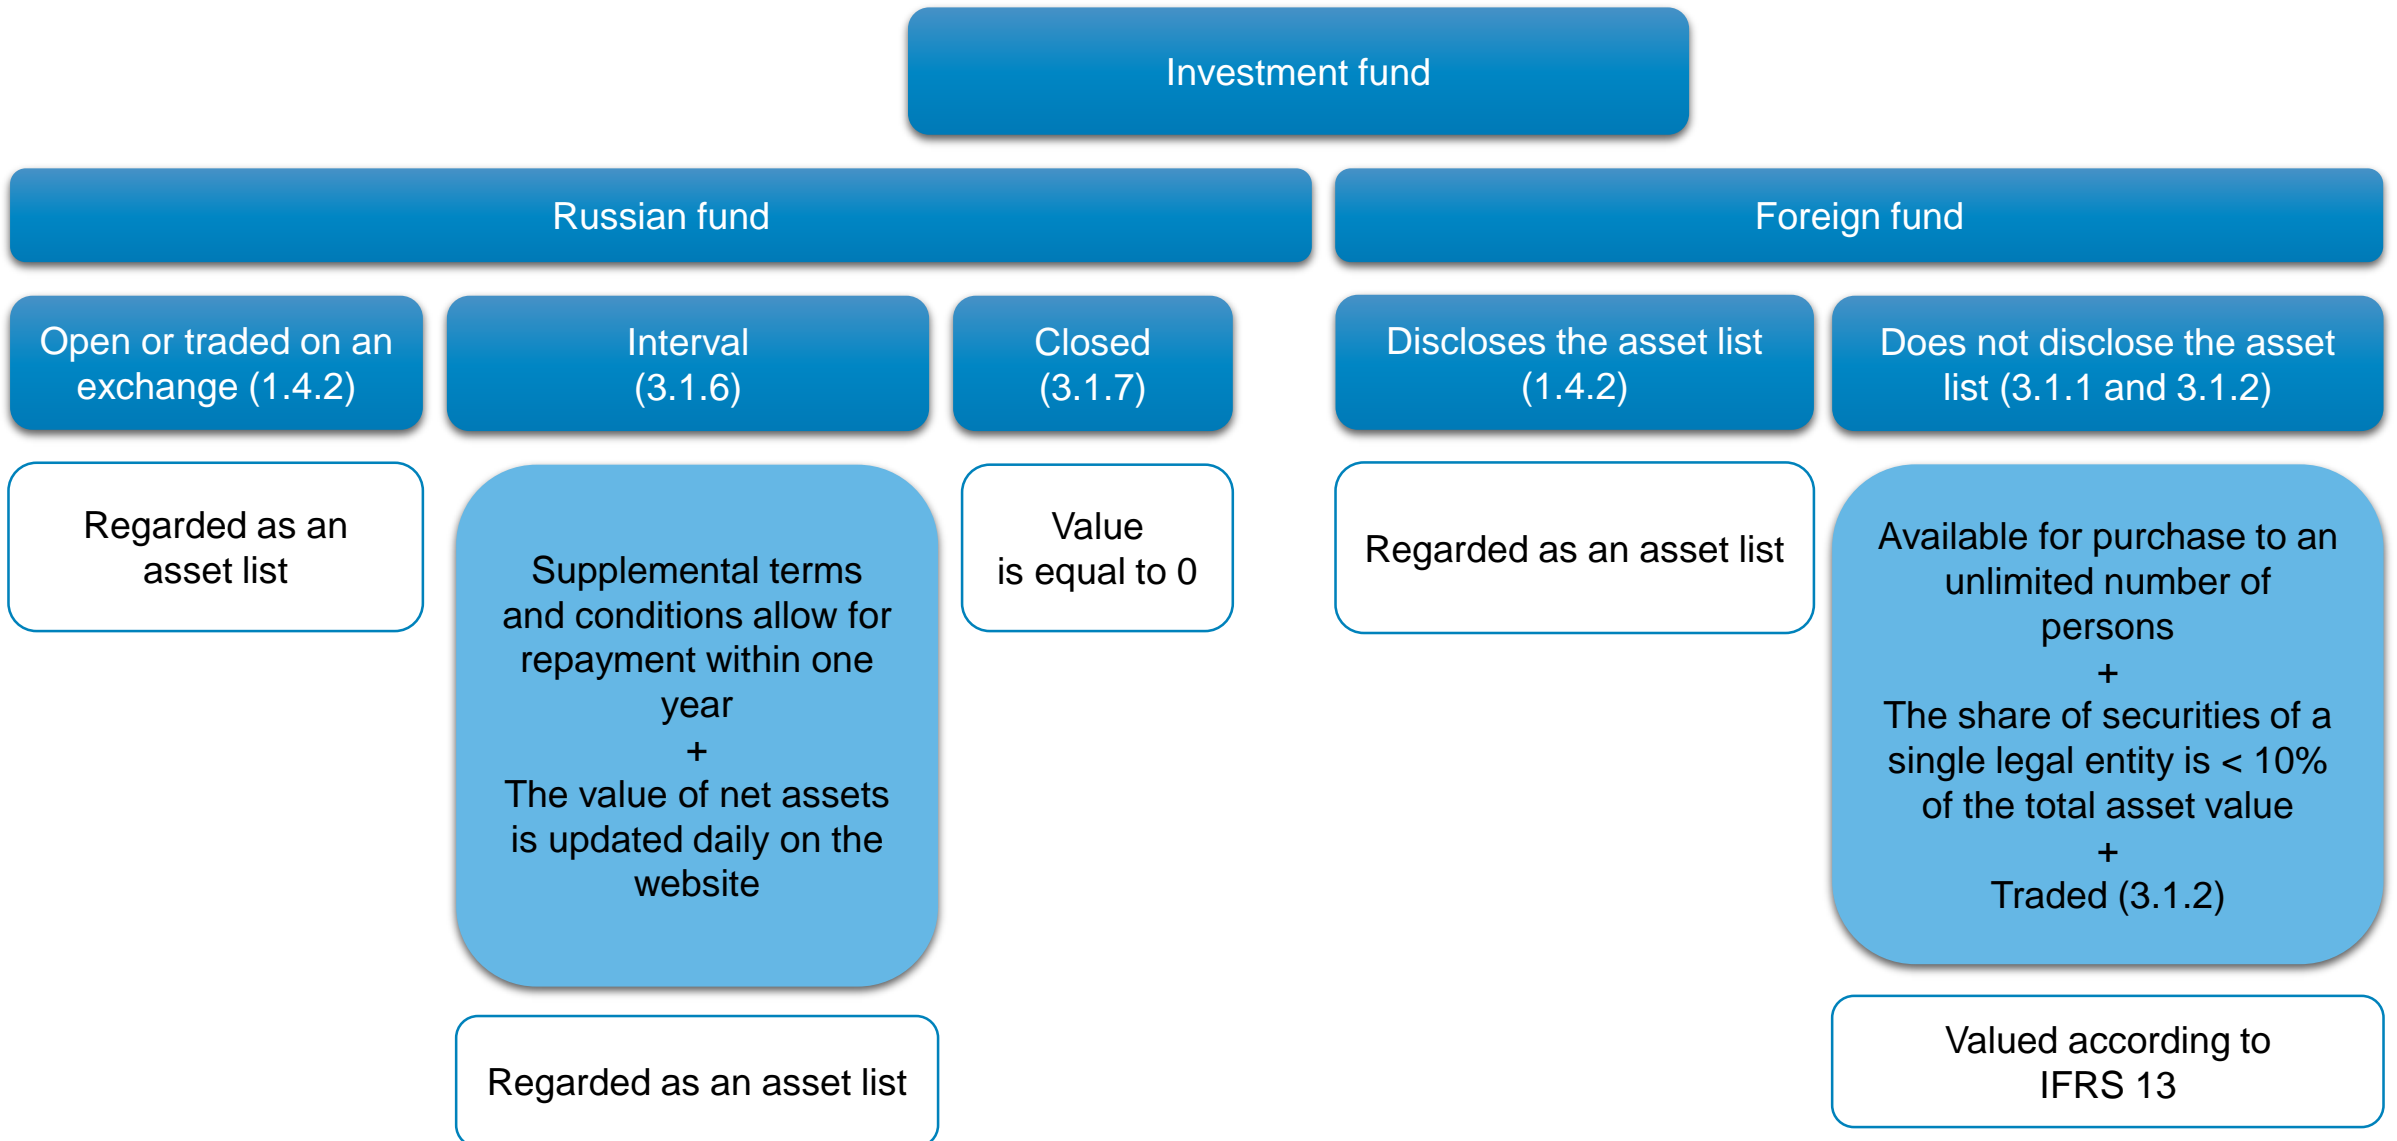 Investment fund
Russian fund
Foreign fund
Open or traded on an
exchange (1.4.2)
Interval
(3.1.6)
Closed
(3.1.7)
Discloses the asset list
(1.4.2)
Does not disclose the asset
list (3.1.1 and 3.1.2)
Regarded as an
asset list
Supplemental terms
and conditions allow for
repayment within one
year
+
The value of net assets
is updated daily on the
website
Regarded as an asset list
Value
is equal to 0
Regarded as an asset list
Available for purchase to an
unlimited number of
persons
+
The share of securities of a
single legal entity is < 10%
of the total asset value
+
Traded (3.1.2)
Valued according to
IFRS 13